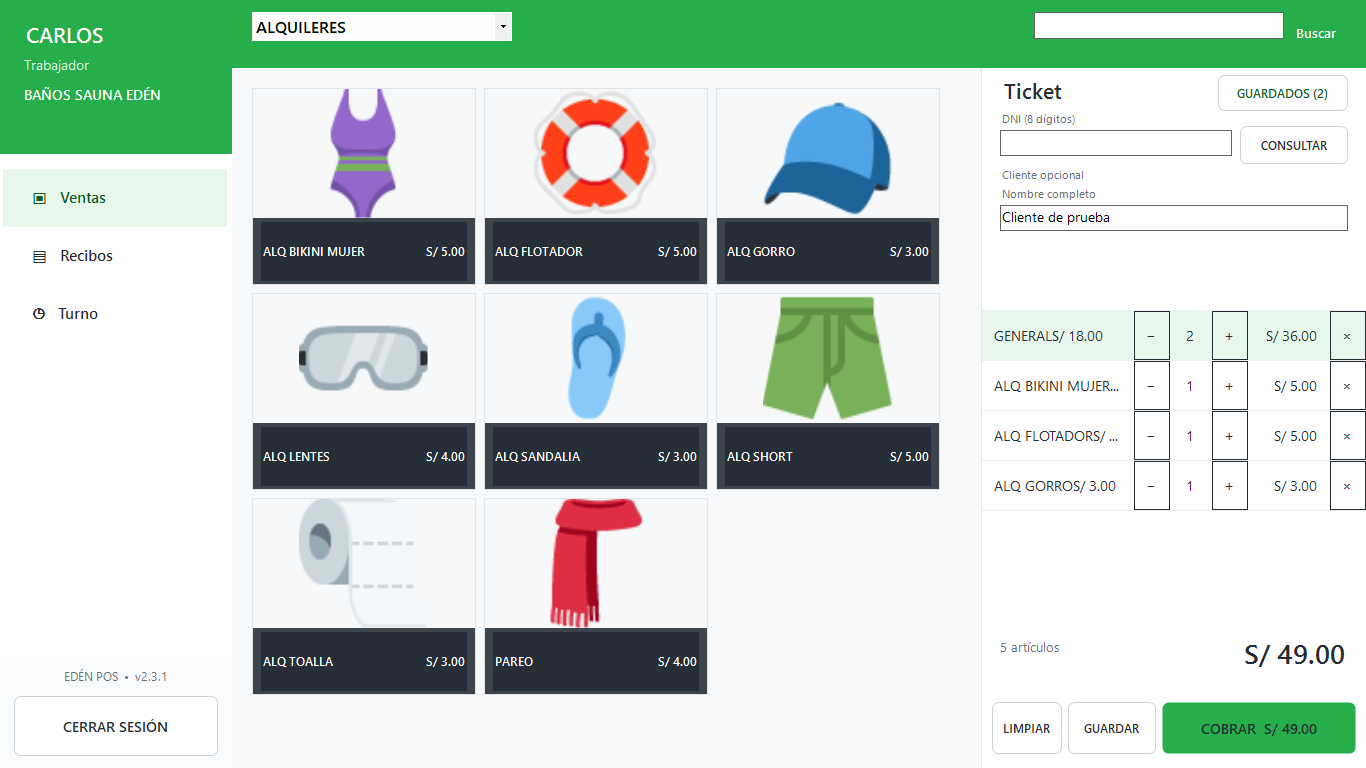 CARLOS
Trabajador
BAÑOS SAUNA EDÉN
ALQUILERES
Buscar
Ventas
Recibos
Turno
EDÉN POS • v2.3.1
CERRAR SESIÓN
ALQ BIKINI MUJER S/ 5.00
ALQ FLOTADOR S/ 5.00
ALQ GORRO S/ 3.00
ALQ LENTES S/ 4.00
ALQ SANDALIA S/ 3.00
ALQ SHORT S/ 5.00
ALQ TOALLA S/ 3.00
PAREO S/ 4.00
Ticket
GUARDADOS (2)
DNI (8 dígitos)
CONSULTAR
Cliente opcional
Nombre completo
Cliente de prueba
GENERALS/ 18.00 − 2 + S/ 36.00 ×
ALQ BIKINI MUJER... − 1 + S/ 5.00 ×
ALQ FLOTADORS/ ... − 1 + S/ 5.00 ×
ALQ GORROS/ 3.00 − 1 + S/ 3.00 ×
5 artículos
S/ 49.00
LIMPIAR
GUARDAR
COBRAR S/ 49.00